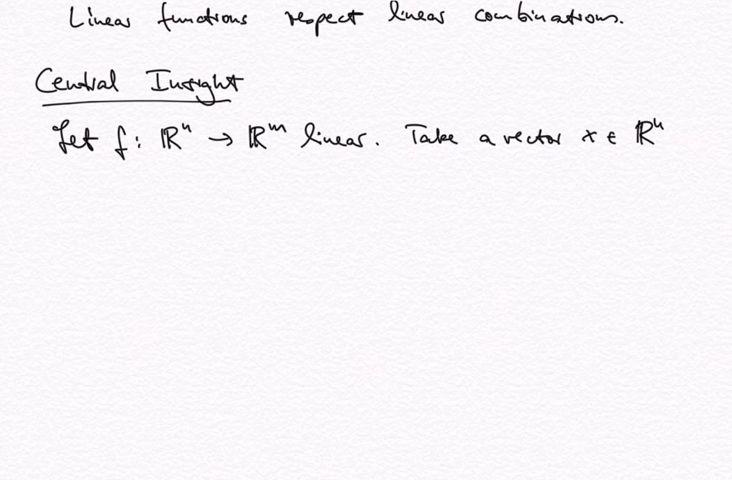 Linear functions respect linear combinations.
Central Insight
Let f: ℝⁿ → ℝᵐ linear. Take a vector x ∈ ℝⁿ